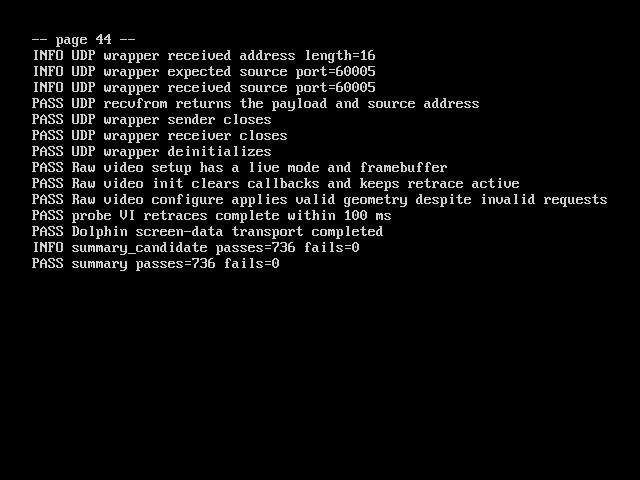 -- page 44 --
INFO UDP wrapper received address length=16
INFO UDP wrapper expected source port=60005
INFO UDP wrapper received source port=60005
PASS UDP recvfrom returns the payload and source address
PASS UDP wrapper sender closes
PASS UDP wrapper receiver closes
PASS UDP wrapper deinitializes
PASS Raw video setup has a live mode and framebuffer
PASS Raw video init clears callbacks and keeps retrace active
PASS Raw video configure applies valid geometry despite invalid requests
PASS probe VI retraces complete within 100 ms
PASS Dolphin screen-data transport completed
INFO summary_candidate passes=736 fails=0
PASS summary passes=736 fails=0